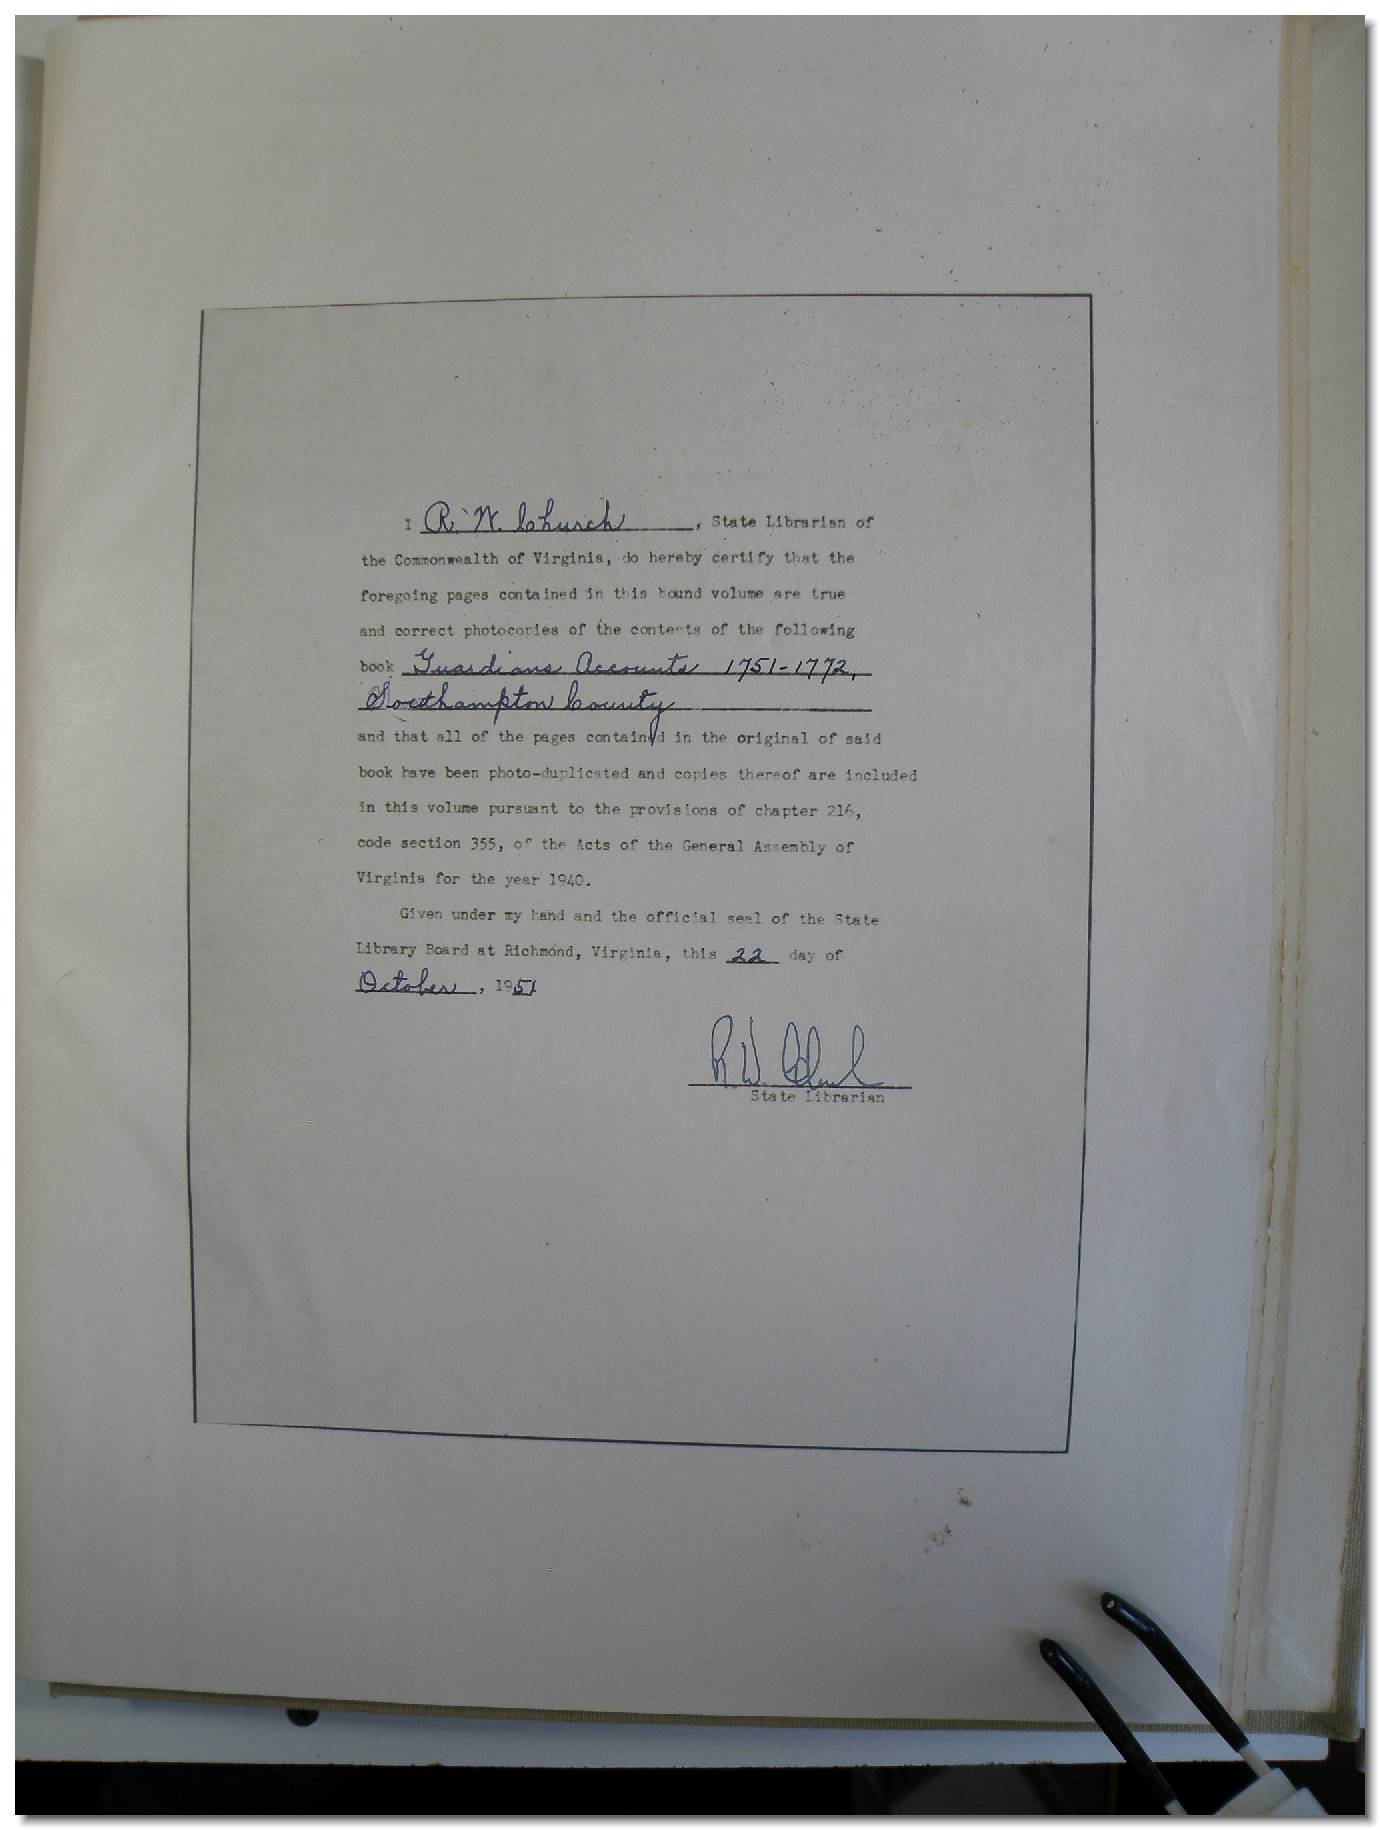 I R. W. Church, State Librarian of
the Commonwealth of Virginia, do hereby certify that the
foregoing pages contained in this bound volume are true
and correct photocopies of the contents of the following
book Guardians Accounts 1751-1772,
Southampton County
and that all of the pages contained in the original of said
book have been photo-duplicated and copies thereof are included
in this volume pursuant to the provisions of chapter 216,
code section 355, of the Acts of the General Assembly of
Virginia for the year 1940.
Given under my hand and the official seal of the State
Library Board at Richmond, Virginia, this 22 day of
October, 1951
R. W. Church
State Librarian